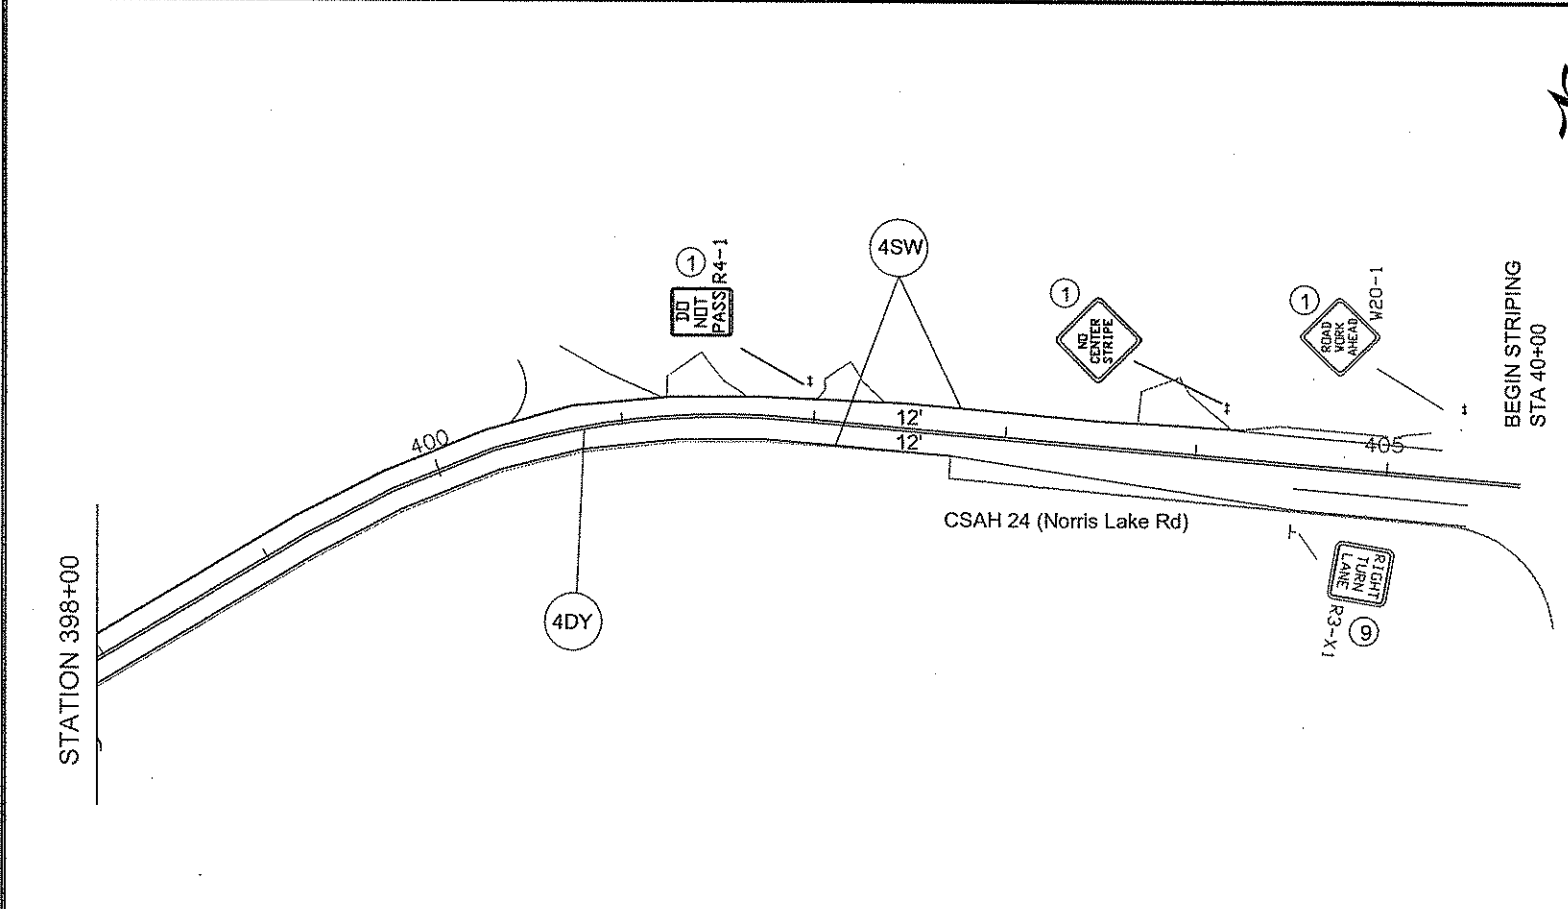 4SW
1
DO
NOT
PASS
R4-1
1
NO
CENTER
STRIPE
1
ROAD
WORK
AHEAD
W20-1
BEGIN STRIPING
STA 40+00
400
12'
12'
405
CSAH 24 (Norris Lake Rd)
STATION 398+00
4DY
RIGHT
TURN
LANE
R3-X1
9